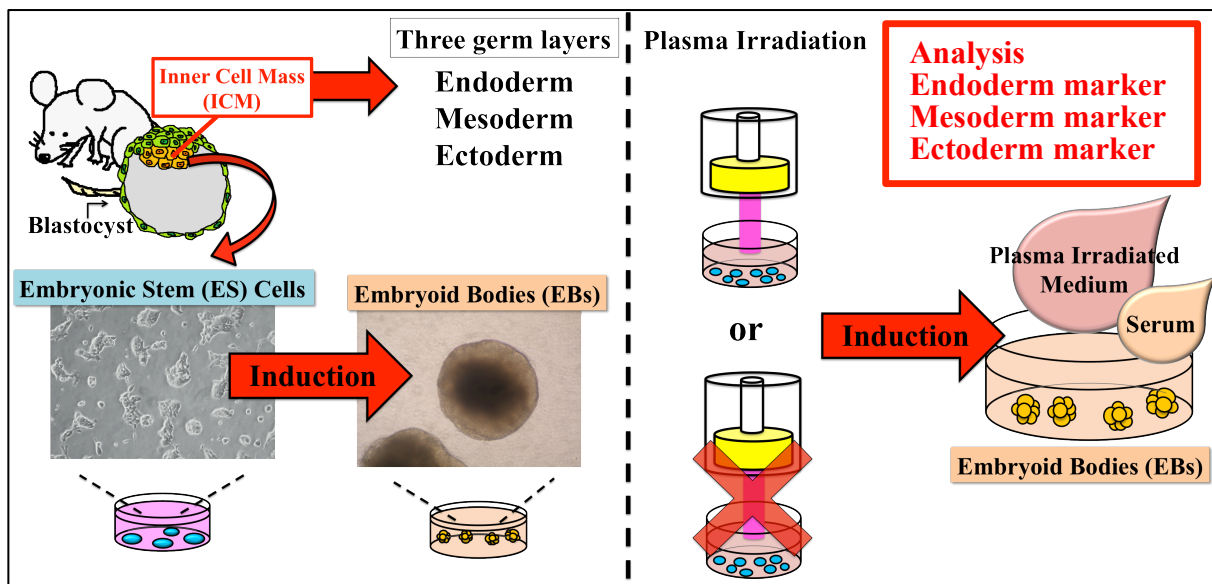 Inner Cell Mass
(ICM)
Three germ layers
Endoderm
Mesoderm
Ectoderm
Blastocyst
Embryonic Stem (ES) Cells
Embryoid Bodies (EBs)
Induction
Plasma Irradiation
Analysis
Endoderm marker
Mesoderm marker
Ectoderm marker
or
Induction
Plasma Irradiated
Medium
Serum
Embryoid Bodies (EBs)